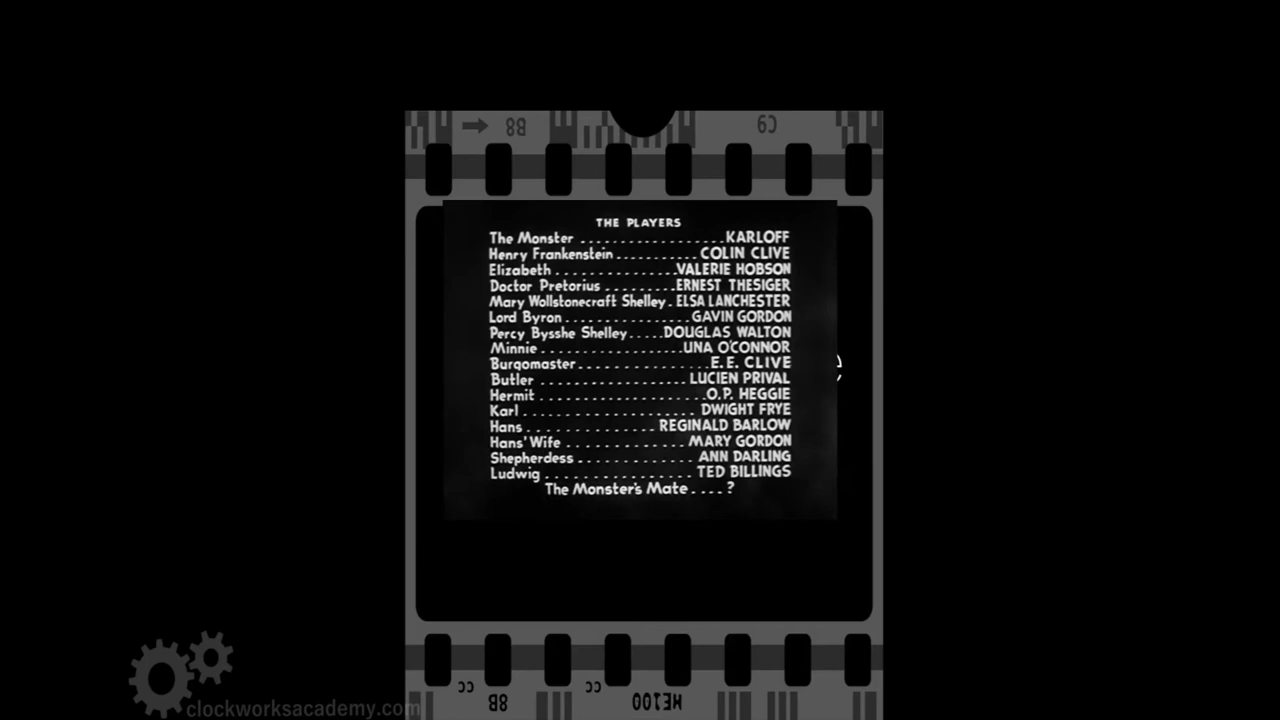 B8
C9
THE PLAYERS
The Monster ................... KARLOFF
Henry Frankenstein .......... COLIN CLIVE
Elizabeth ............... VALERIE HOBSON
Doctor Pretorius ......... ERNEST THESIGER
Mary Wollstonecraft Shelley . ELSA LANCHESTER
Lord Byron ................. GAVIN GORDON
Percy Bysshe Shelley ..... DOUGLAS WALTON
Minnie ................... UNA O'CONNOR
Burgomaster ................ E.E. CLIVE
Butler ................... LUCIEN PRIVAL
Hermit ...................... O.P. HEGGIE
Karl ....................... DWIGHT FRYE
Hans ................. REGINALD BARLOW
Hans' Wife ............... MARY GORDON
Shepherdess ............... ANN DARLING
Ludwig .................... TED BILLINGS
The Monster's Mate .... ?
e
CC
CC
8B
ME100
clockworksacademy.com